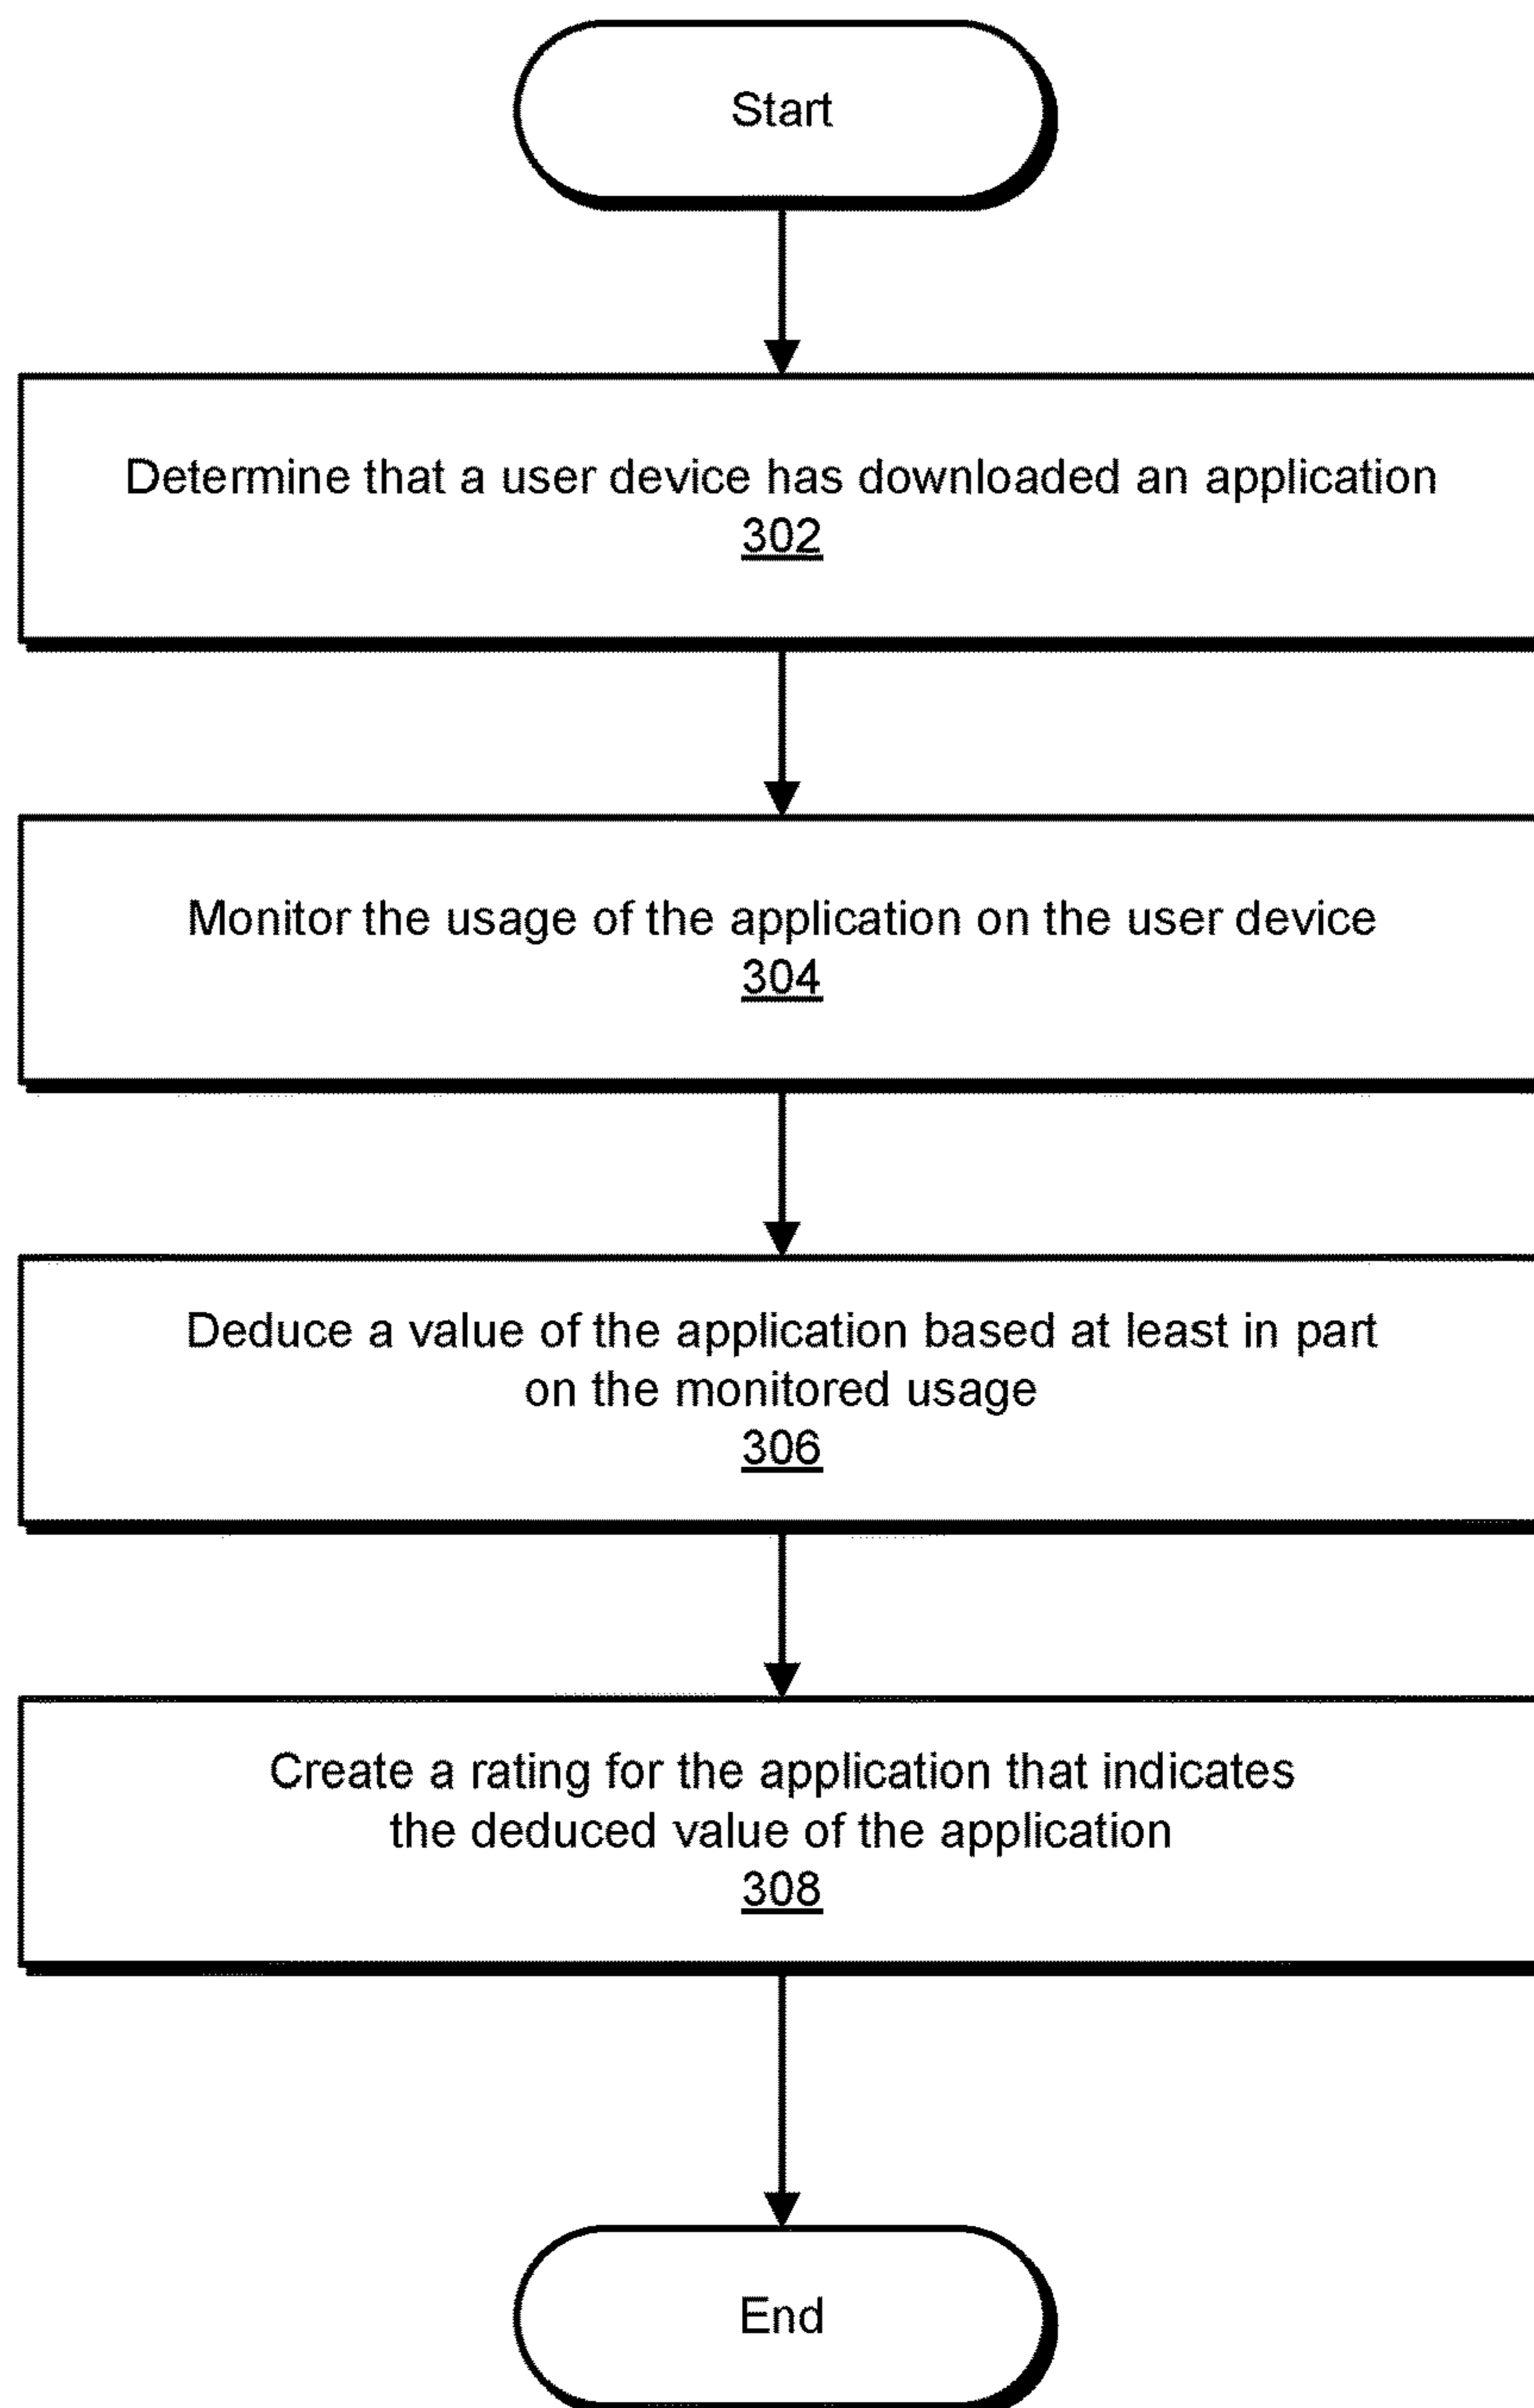 Start
Determine that a user device has downloaded an application
302
Monitor the usage of the application on the user device
304
Deduce a value of the application based at least in part
on the monitored usage
306
Create a rating for the application that indicates
the deduced value of the application
308
End